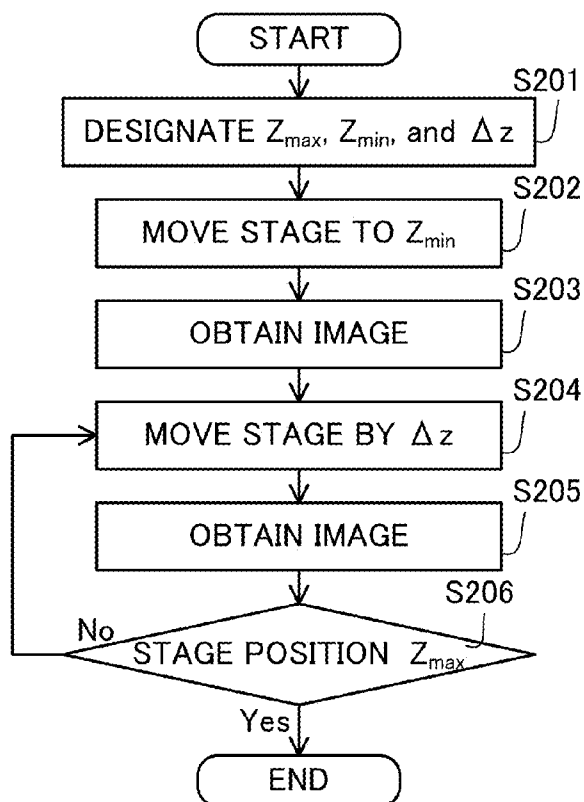 START
S201
DESIGNATE Zmax, Zmin, and Δz
S202
MOVE STAGE TO Zmin
S203
OBTAIN IMAGE
S204
MOVE STAGE BY Δz
S205
OBTAIN IMAGE
S206
No
STAGE POSITION Zmax
Yes
END